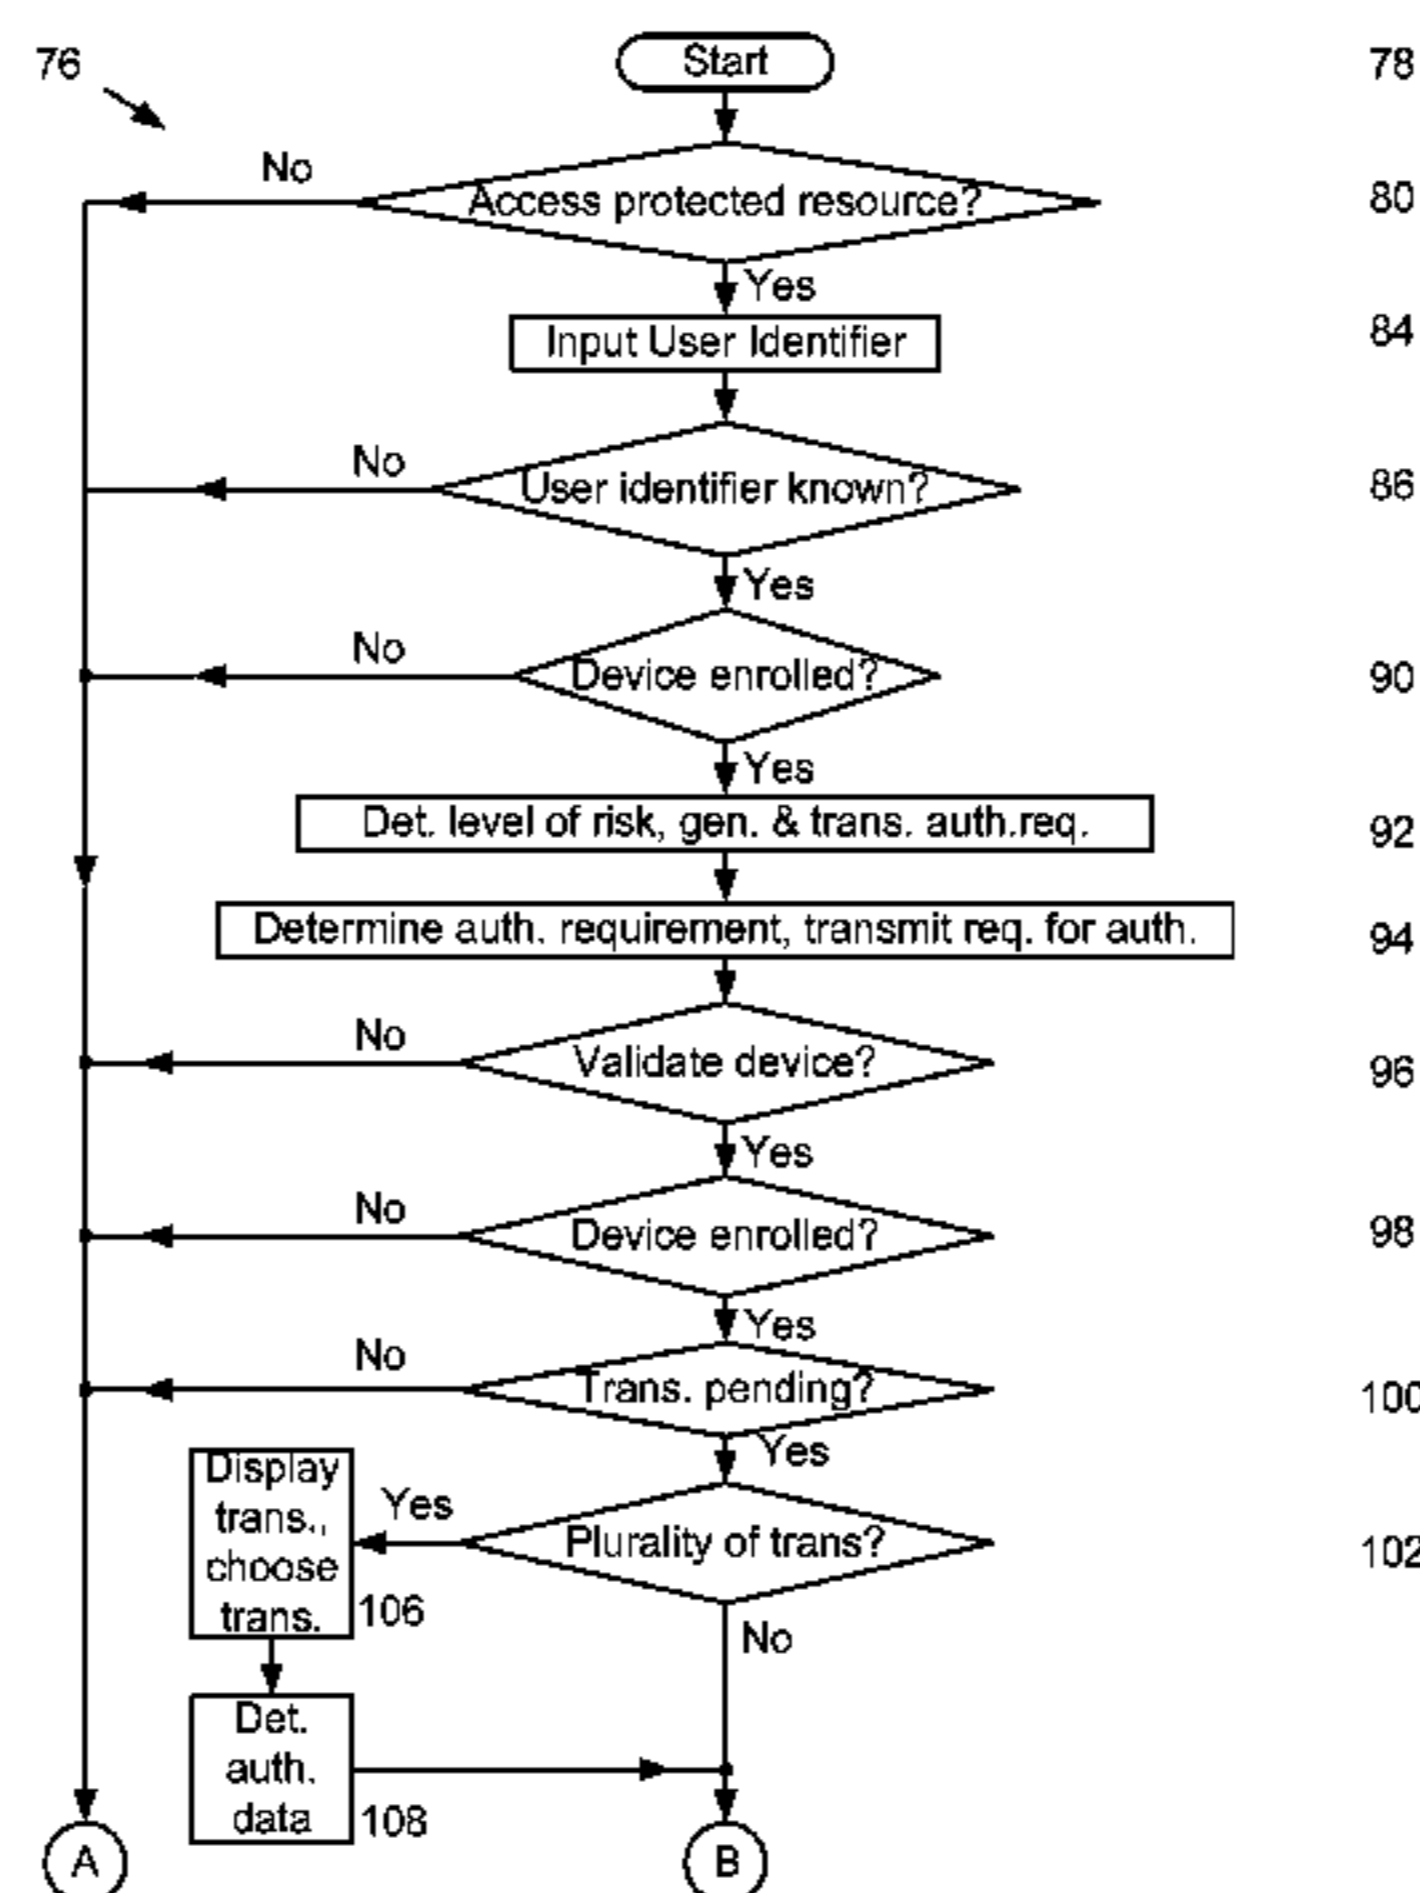 76
Start
78
No
Access protected resource?
80
Yes
Input User Identifier
84
No
User identifier known?
86
Yes
No
Device enrolled?
90
Yes
Det. level of risk, gen. & trans. auth.req.
92
Determine auth. requirement, transmit req. for auth.
94
No
Validate device?
96
Yes
No
Device enrolled?
98
Yes
No
Trans. pending?
100
Yes
Display
trans.,
choose
trans.
106
Yes
Plurality of trans?
102
No
Det.
auth.
data
108
A
B